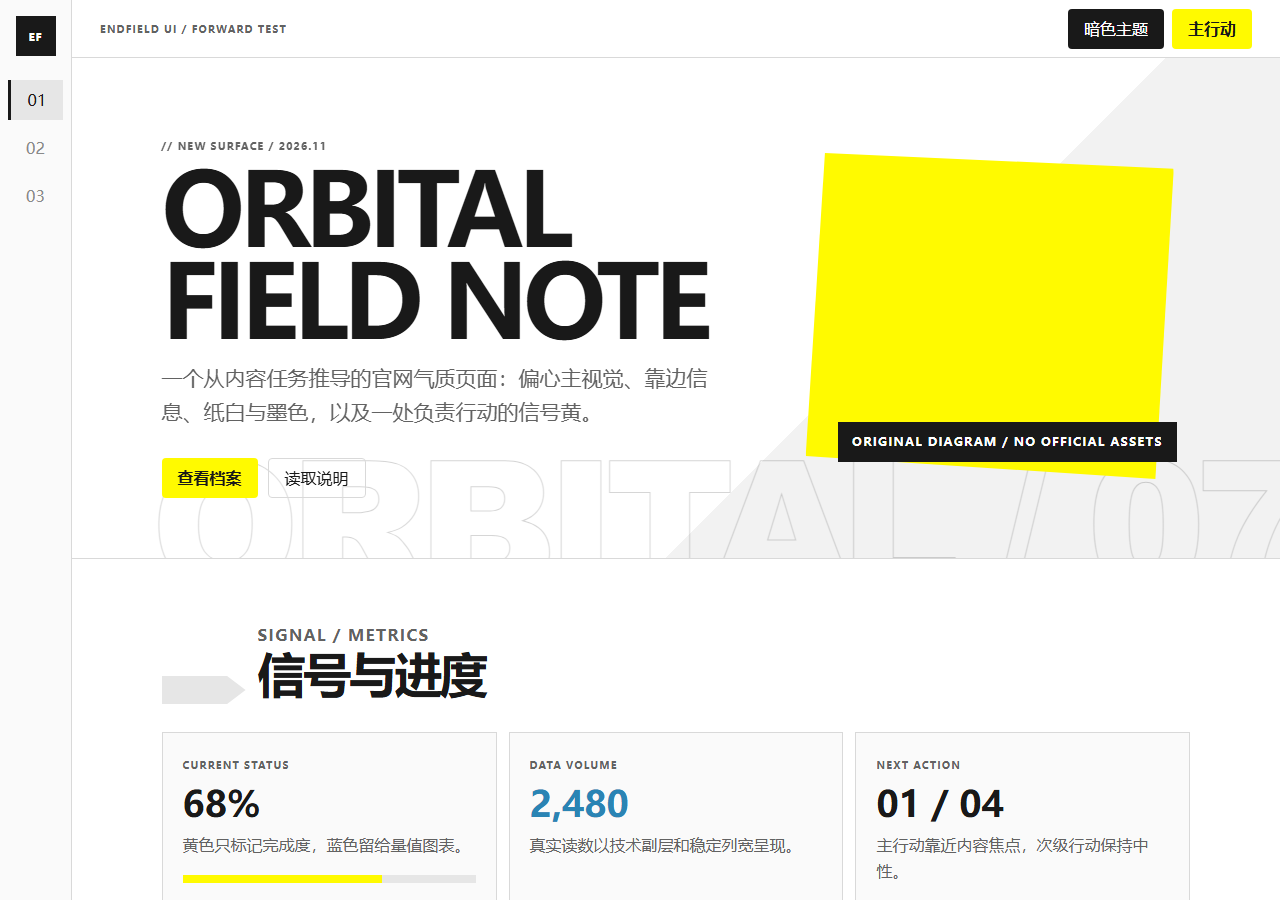 EF
ENDFIELD UI / FORWARD TEST
暗色主题
主行动
01
02
03
// NEW SURFACE / 2026.11
ORBITAL
FIELD NOTE
一个从内容任务推导的官网气质页面：偏心主视觉、靠边信
息、纸白与墨色，以及一处负责行动的信号黄。
查看档案
读取说明
ORIGINAL DIAGRAM / NO OFFICIAL ASSETS
ORBITAL / 07
SIGNAL / METRICS
信号与进度
CURRENT STATUS
68%
黄色只标记完成度，蓝色留给量值图表。
DATA VOLUME
2,480
真实读数以技术副层和稳定列宽呈现。
NEXT ACTION
01 / 04
主行动靠近内容焦点，次级行动保持中
性。